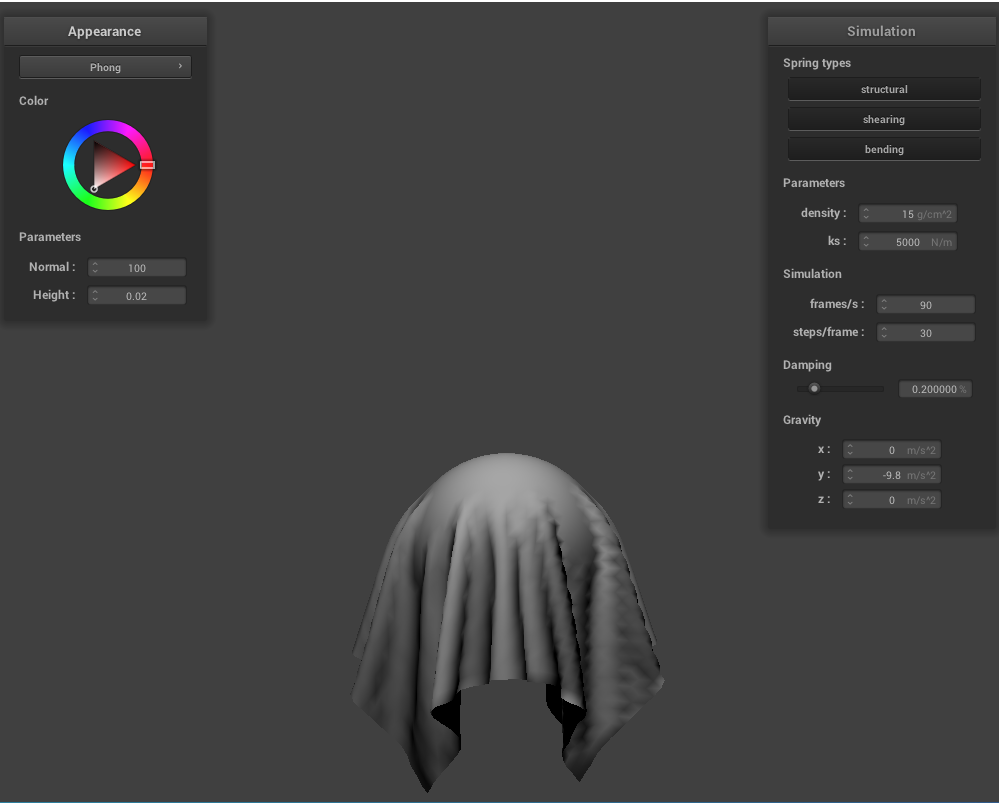 Appearance
Phong
Color
Parameters
Normal : 100
Height : 0.02
Simulation
Spring types
structural
shearing
bending
Parameters
density : 15 g/cm^2
ks : 5000 N/m
Simulation
frames/s : 90
steps/frame : 30
Damping
0.200000 %
Gravity
x : 0 m/s^2
y : -9.8 m/s^2
z : 0 m/s^2